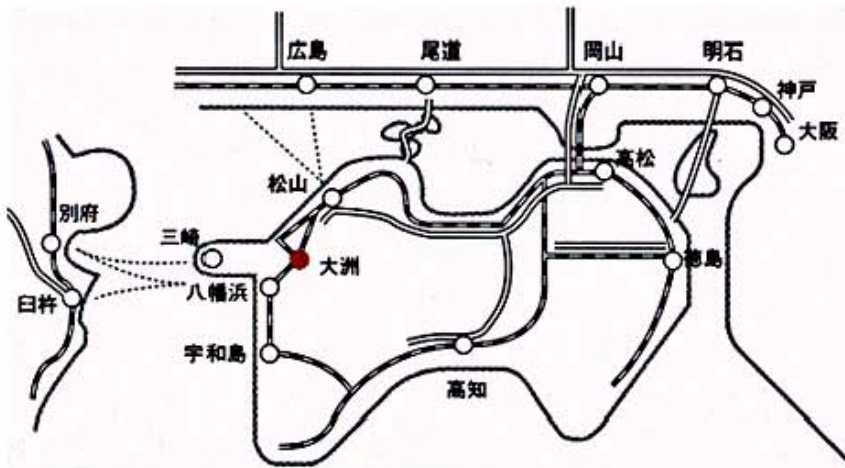 広島
尾道
岡山
明石
神戸
大阪
松山
高松
別府
三崎
大洲
徳島
八幡浜
臼杵
宇和島
高知